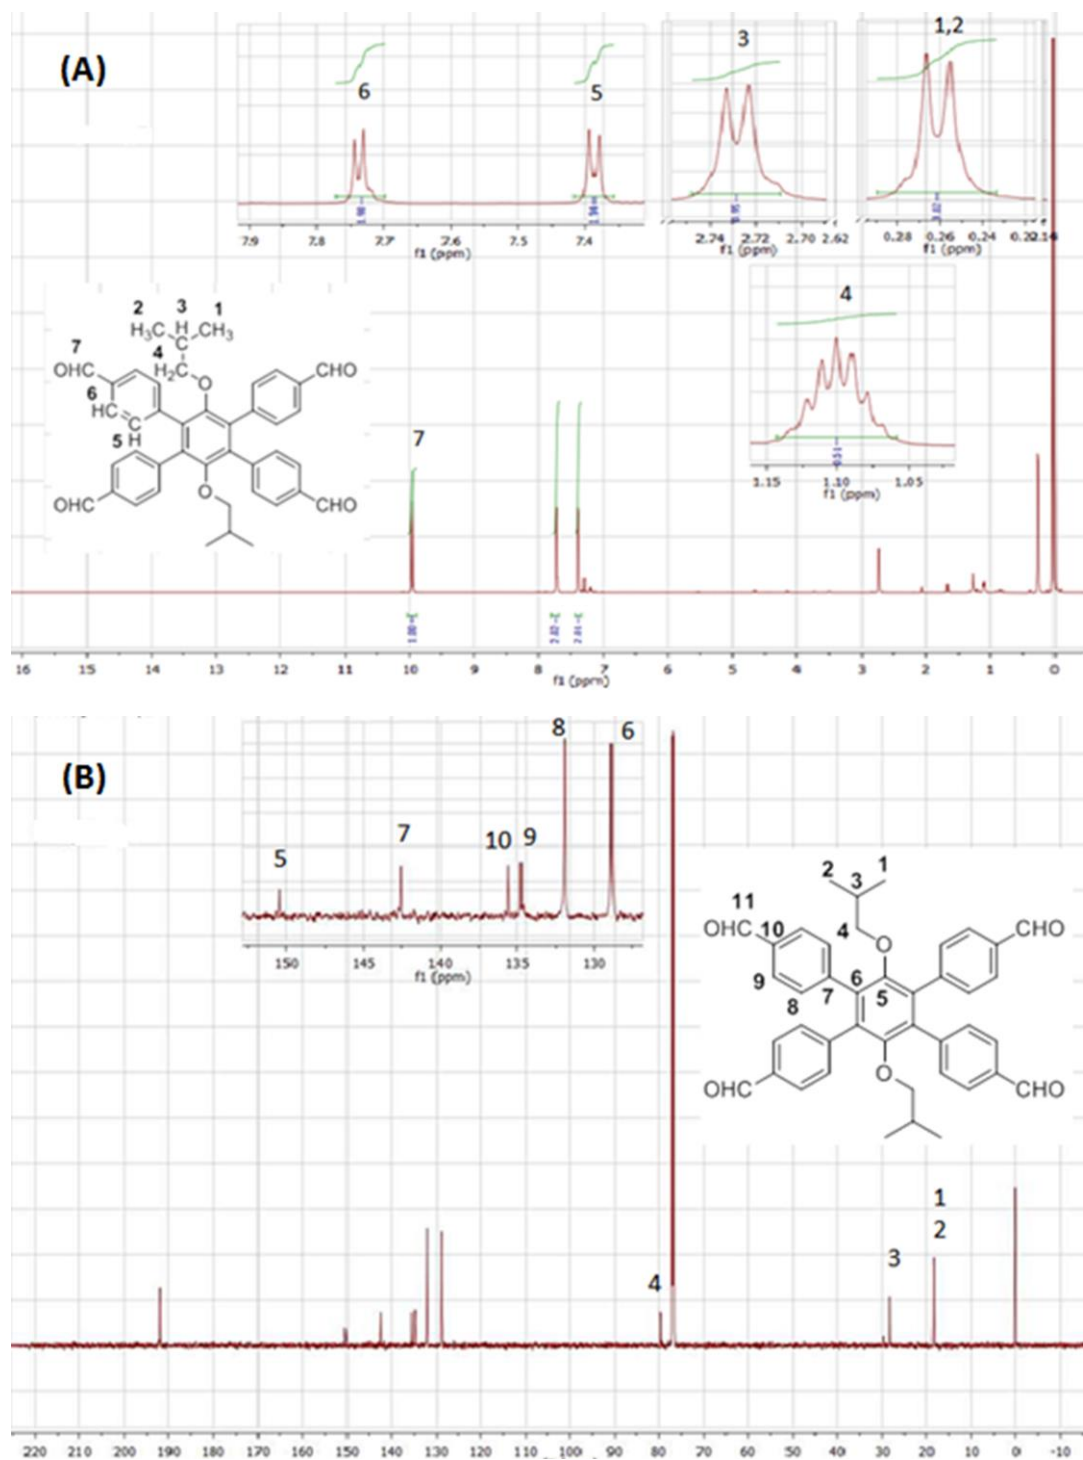 (A)
6
5
3
1,2
7.9 7.8 7.7 7.6 7.5 7.4
f1 (ppm)
2.74 2.72 2.70 2.62
f1 (ppm)
0.28 0.26 0.24
f1 (ppm)
4
1.15 1.10 1.05
f1 (ppm)
2 3 1
H₃C H CH₃
C
7 4
OHC H₂C O CHO
6
HC
C
5 H
OHC O CHO
7
16 15 14 13 12 11 10 9 8 7 6 5 4 3 2 1 0
f1 (ppm)
(B)
8
6
7
10 9
5
150 145 140 135 130
f1 (ppm)
2 1
3
11
OHC 10 4 O CHO
9 6
8 7 5
OHC O CHO
1
2
3
4
220 210 200 190 180 170 160 150 140 130 120 110 100 90 80 70 60 50 40 30 20 10 0 -10